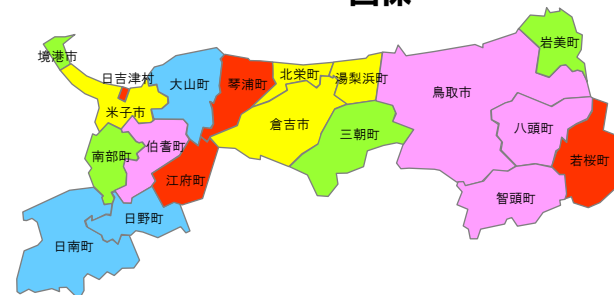 境港市
日吉津村
米子市
大山町
琴浦町
北栄町
湯梨浜町
鳥取市
岩美町
倉吉市
三朝町
八頭町
若桜町
智頭町
南部町
伯耆町
江府町
日野町
日南町